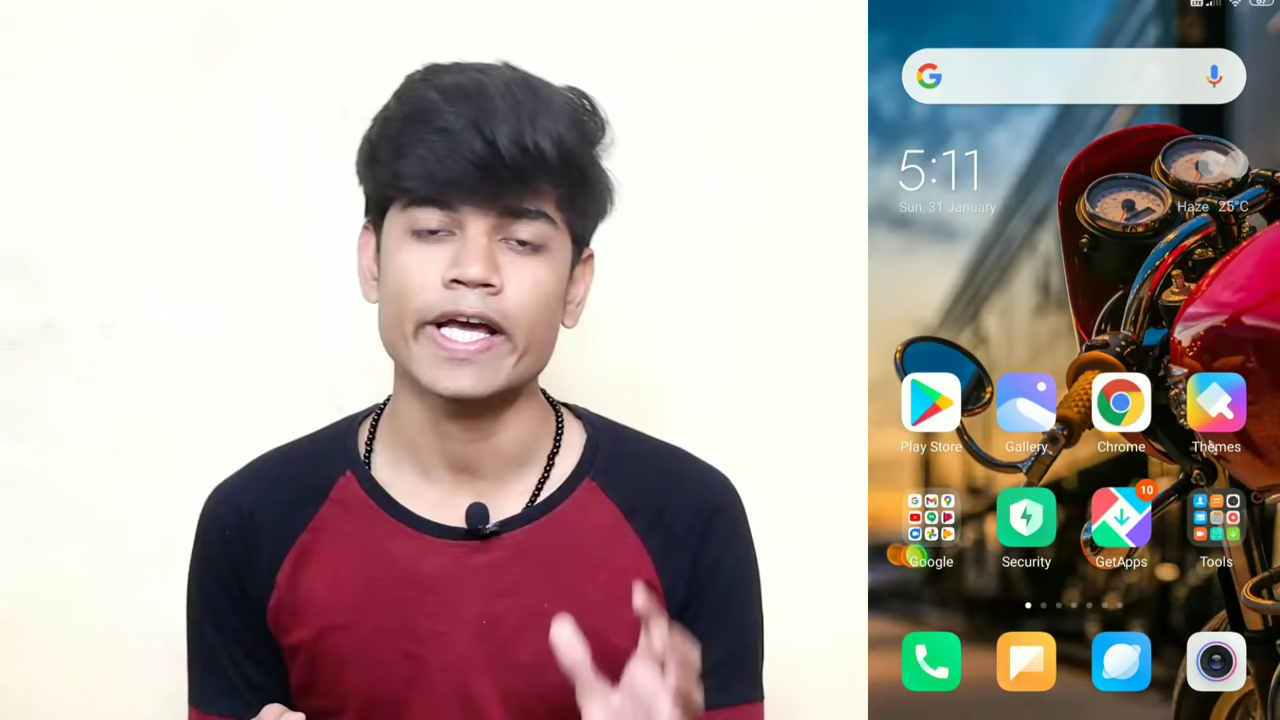 5:11
Sun, 31 January
Haze 25°C
Play Store
Gallery
Chrome
Themes
10
Google
Security
GetApps
Tools